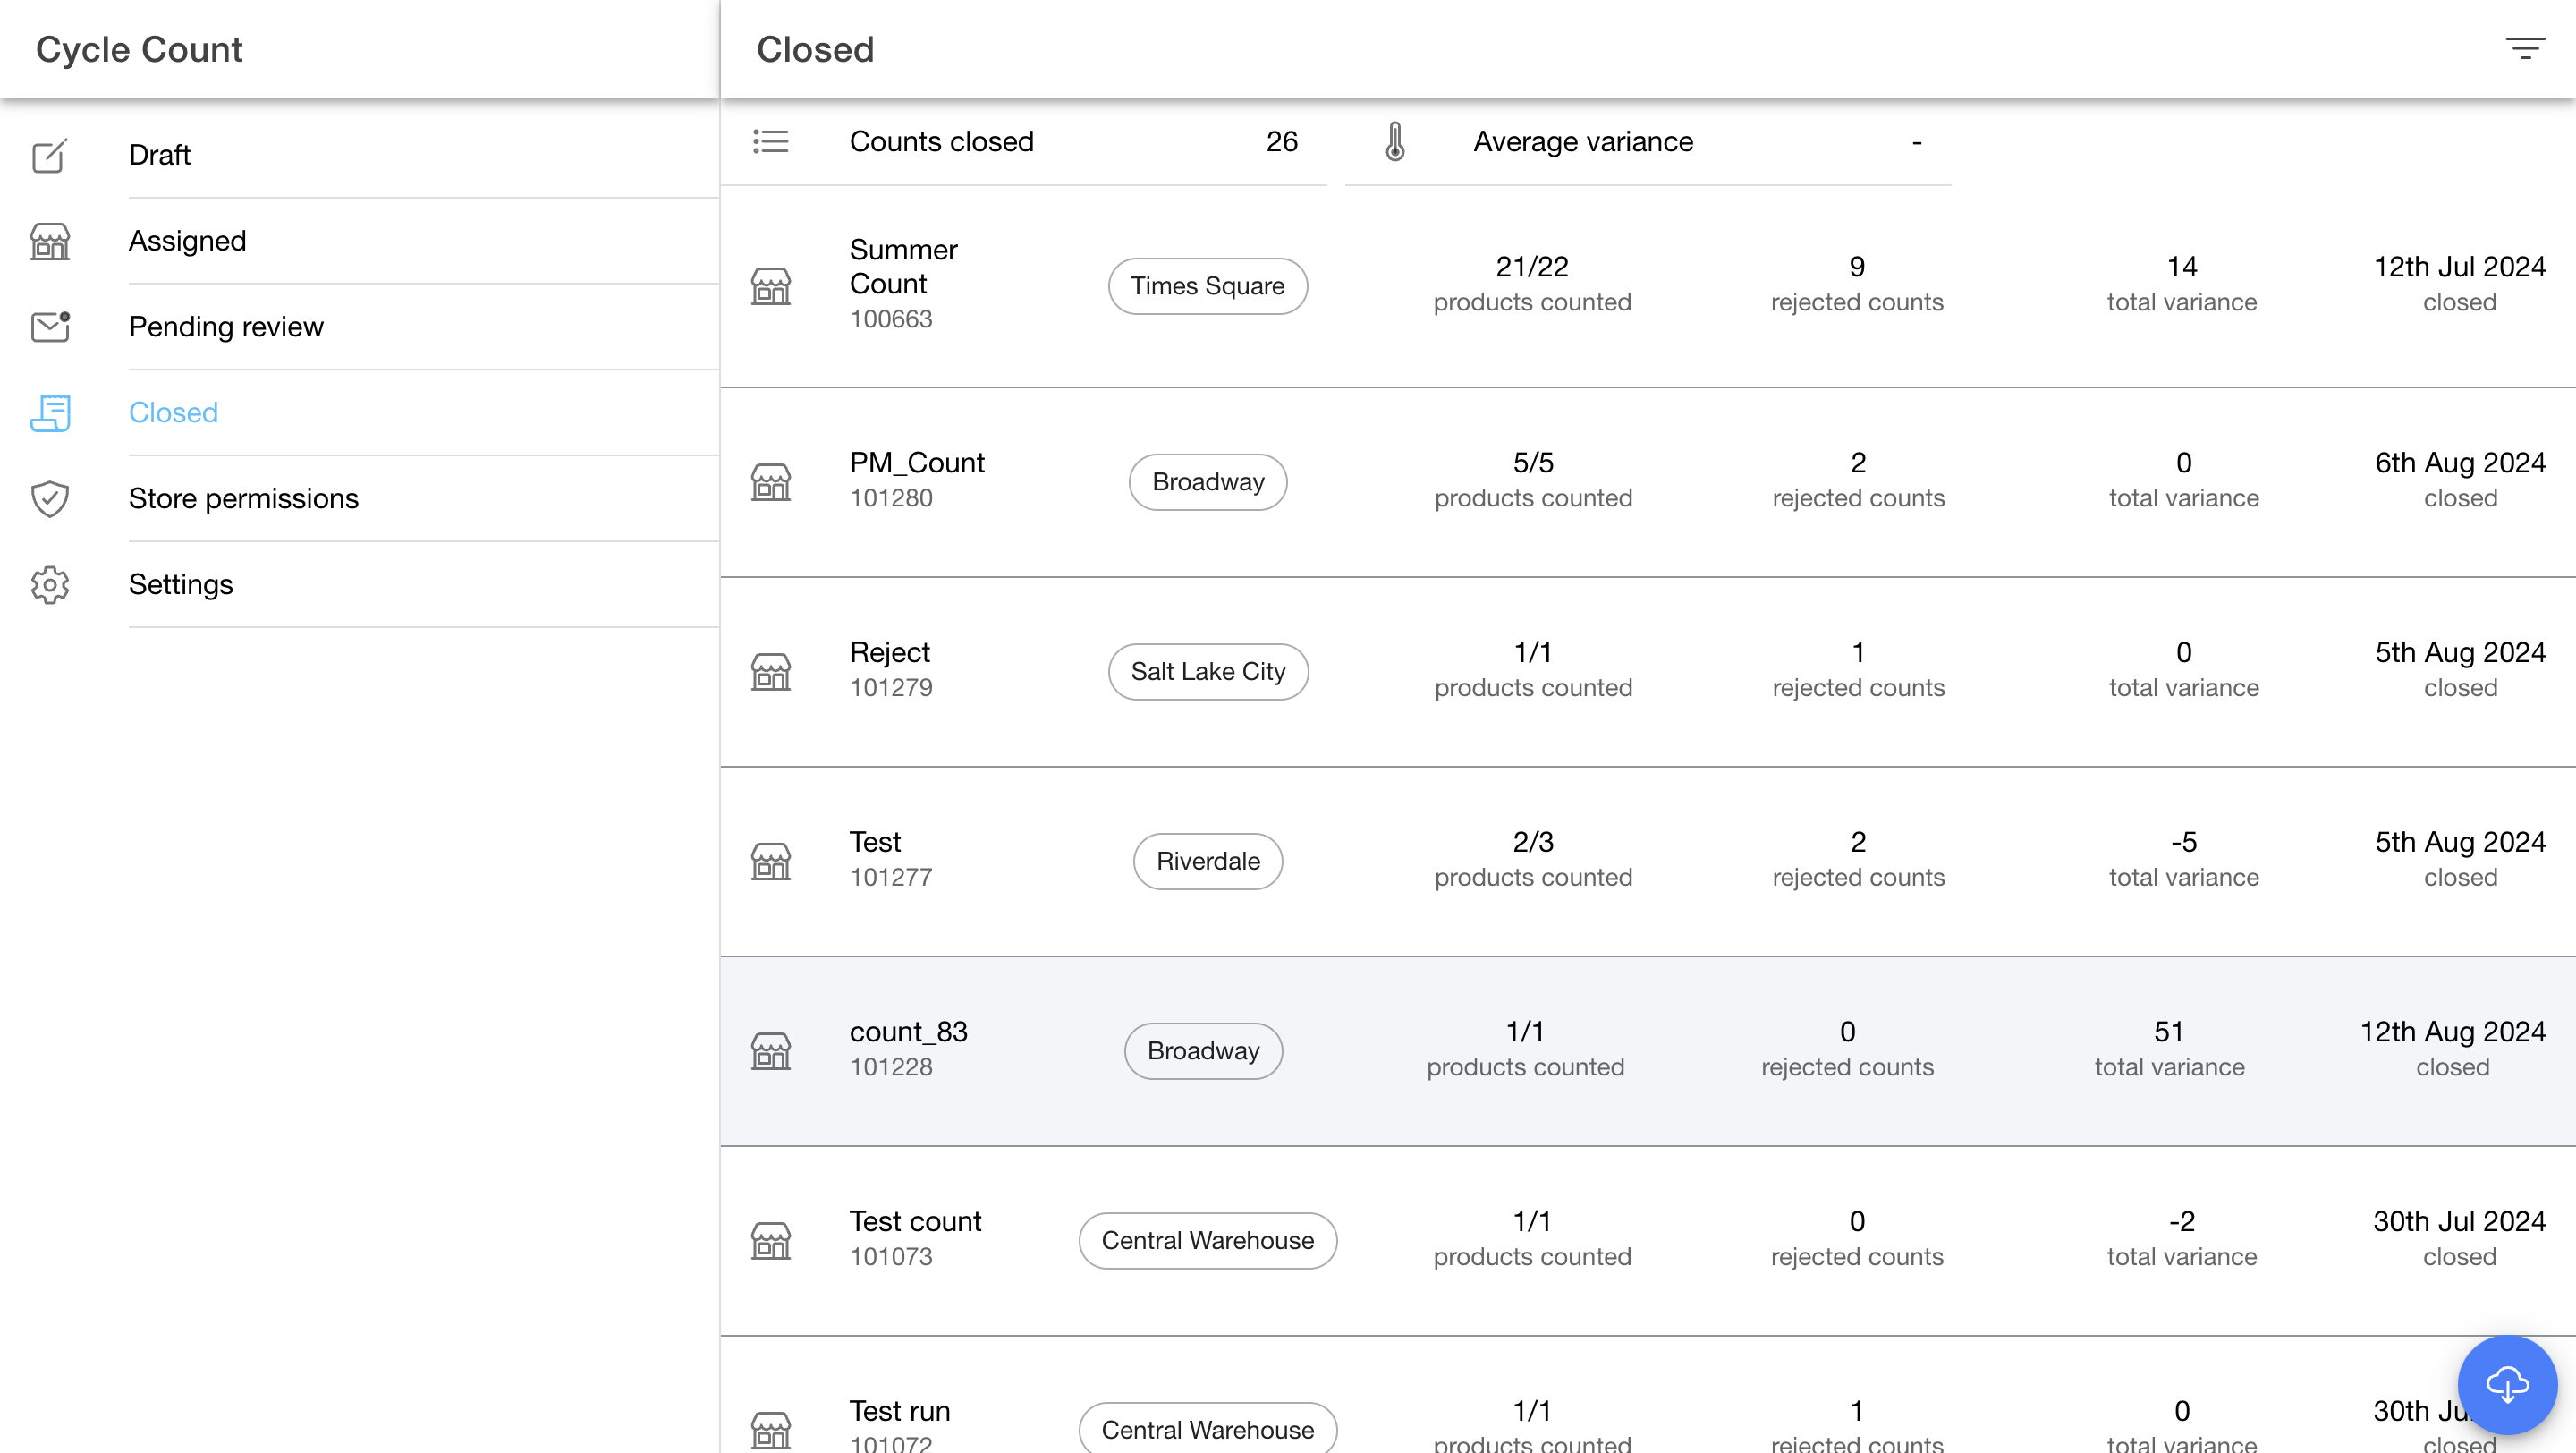 Cycle Count
Draft
Assigned
Pending review
Closed
Store permissions
Settings
Closed
Counts closed 26 Average variance -
Summer
Count
100663
Times Square
21/22
products counted
9
rejected counts
14
total variance
12th Jul 2024
closed
PM_Count
101280
Broadway
5/5
products counted
2
rejected counts
0
total variance
6th Aug 2024
closed
Reject
101279
Salt Lake City
1/1
products counted
1
rejected counts
0
total variance
5th Aug 2024
closed
Test
101277
Riverdale
2/3
products counted
2
rejected counts
-5
total variance
5th Aug 2024
closed
count_83
101228
Broadway
1/1
products counted
0
rejected counts
51
total variance
12th Aug 2024
closed
Test count
101073
Central Warehouse
1/1
products counted
0
rejected counts
-2
total variance
30th Jul 2024
closed
Test run
101072
Central Warehouse
1/1
products counted
1
rejected counts
0
total variance
30th Ju
closed